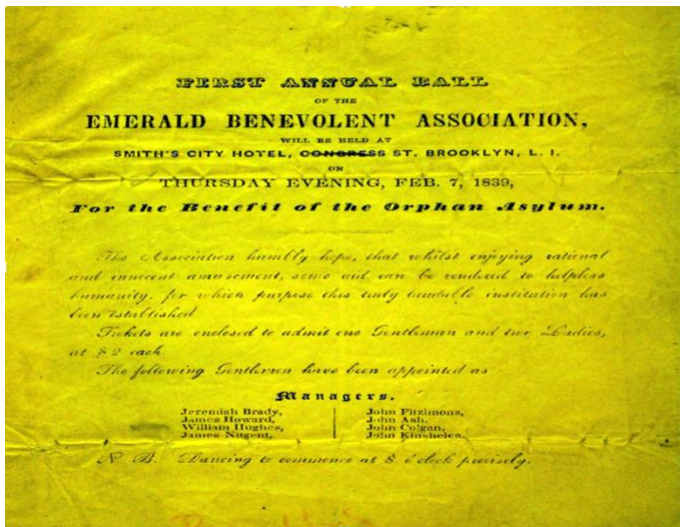 FIRST ANNUAL BALL
OF THE
EMERALD BENEVOLENT ASSOCIATION,
WILL BE HELD AT
SMITH'S CITY HOTEL, CONGRESS ST. BROOKLYN, L. I.
ON
THURSDAY EVENING, FEB. 7, 1839,
For the Benefit of the Orphan Asylum.
The Association humbly hope, that whilst enjoying rational
and innocent amusement, some aid can be rendered to helpless
humanity, for which purpose this truly laudable institution has
been established
Tickets are enclosed to admit one Gentleman and two Ladies,
at $2 each
The following Gentlemen have been appointed as
Managers.
Jeremiah Brady,
James Howard,
William Hughes,
James Nugent,
John Fitzimons,
John Ash,
John Colgan,
John Kinshelea,
N B. Dancing to commence at 8 o'clock precisely.